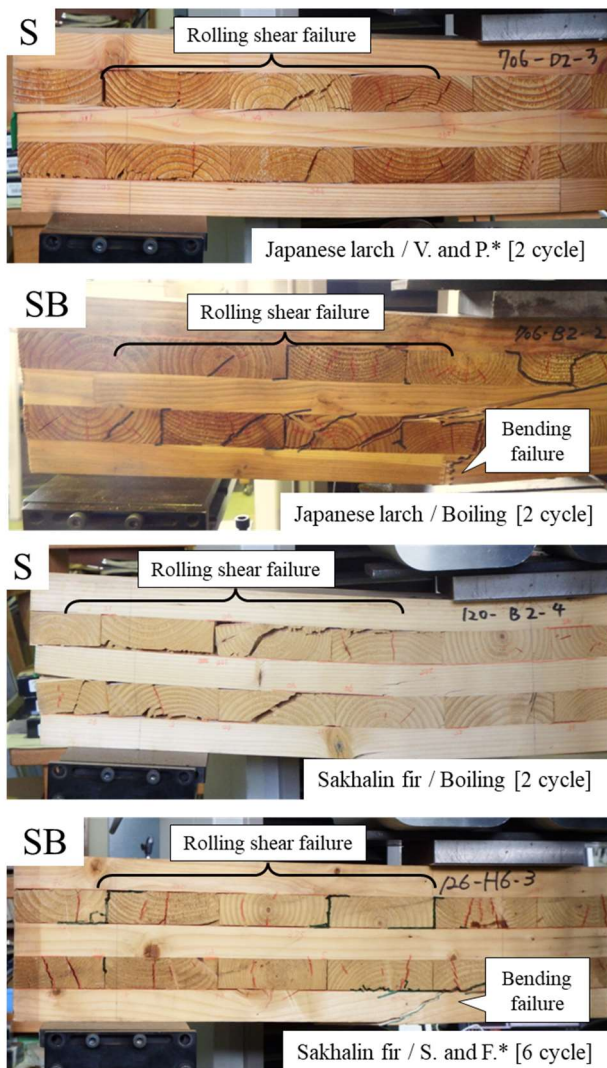 S
Rolling shear failure
706-D2-3
Japanese larch / V. and P.* [2 cycle]
SB
Rolling shear failure
706-B2-2
Bending
failure
Japanese larch / Boiling [2 cycle]
S
Rolling shear failure
120-B2-4
Sakhalin fir / Boiling [2 cycle]
SB
Rolling shear failure
126-H6-3
Bending
failure
Sakhalin fir / S. and F.* [6 cycle]